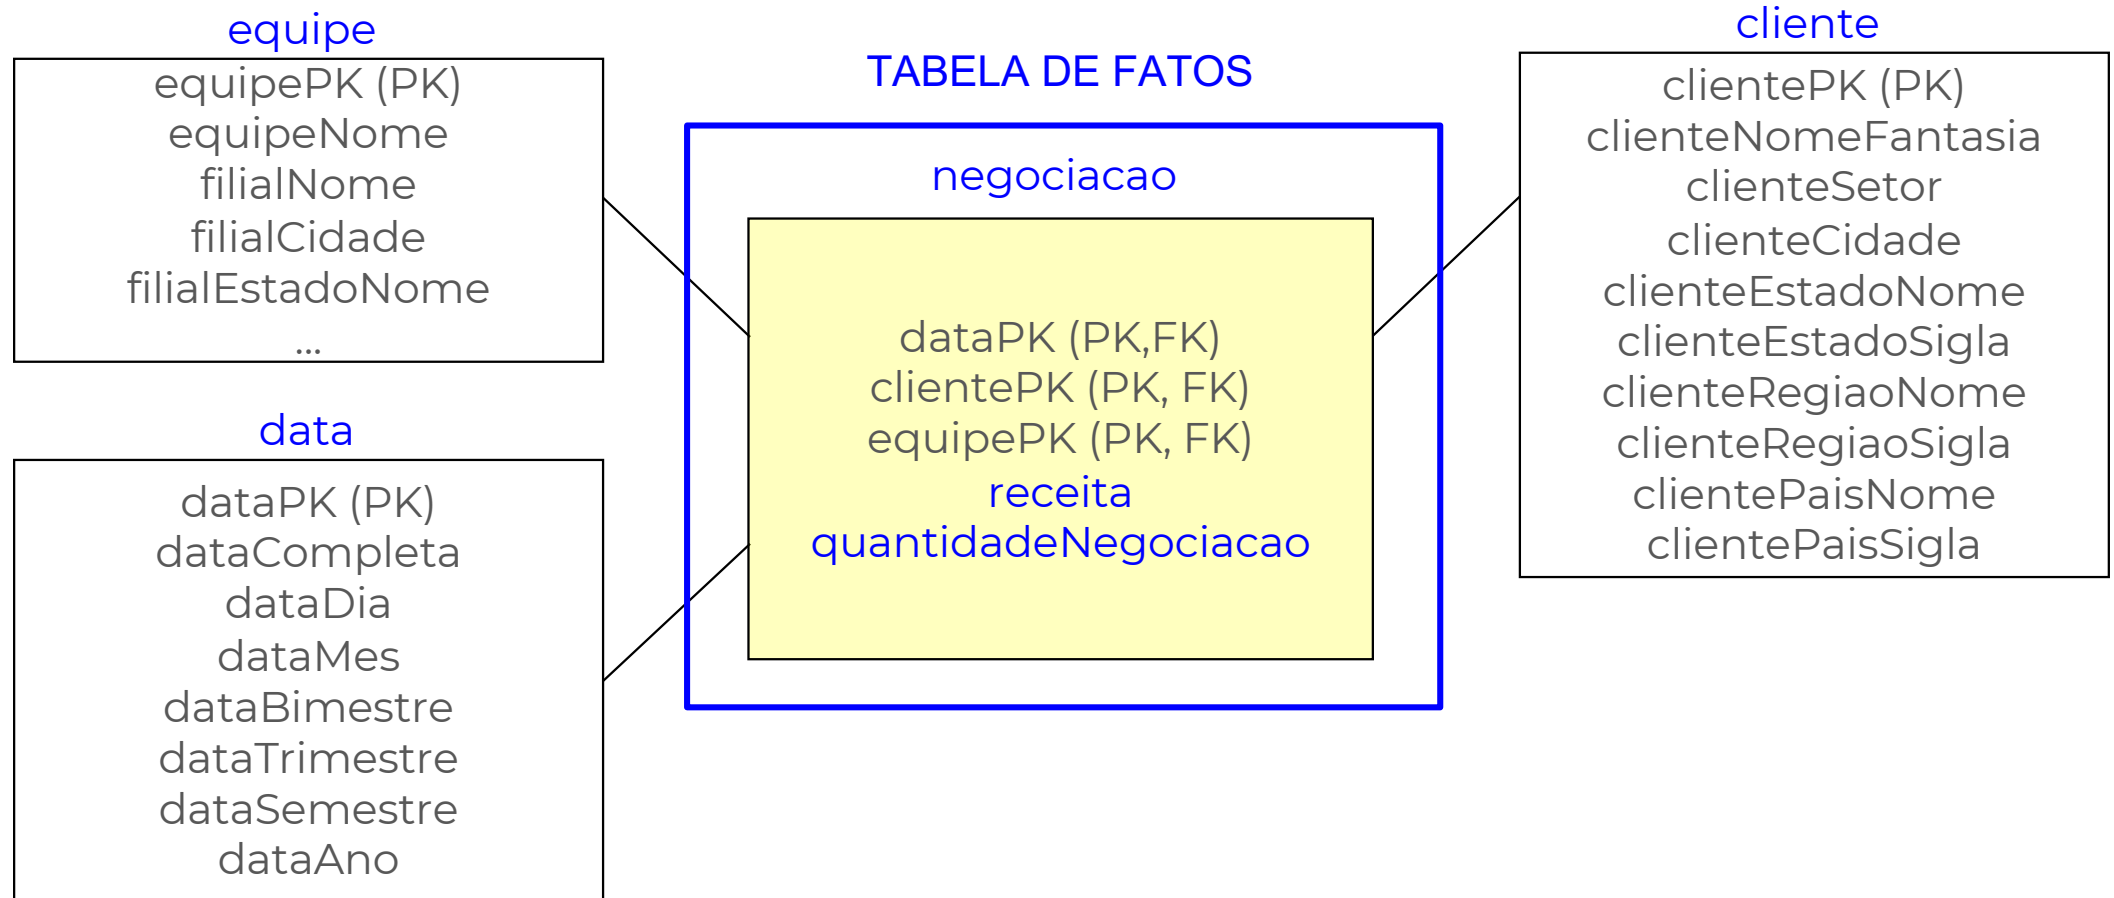 equipe
equipePK (PK)
equipeNome
filialNome
filialCidade
filialEstadoNome
...
data
dataPK (PK)
dataCompleta
dataDia
dataMes
dataBimestre
dataTrimestre
dataSemestre
dataAno
TABELA DE FATOS
negociacao
dataPK (PK,FK)
clientePK (PK, FK)
equipePK (PK, FK)
receita
quantidadeNegociacao
cliente
clientePK (PK)
clienteNomeFantasia
clienteSetor
clienteCidade
clienteEstadoNome
clienteEstadoSigla
clienteRegiaoNome
clienteRegiaoSigla
clientePaisNome
clientePaisSigla